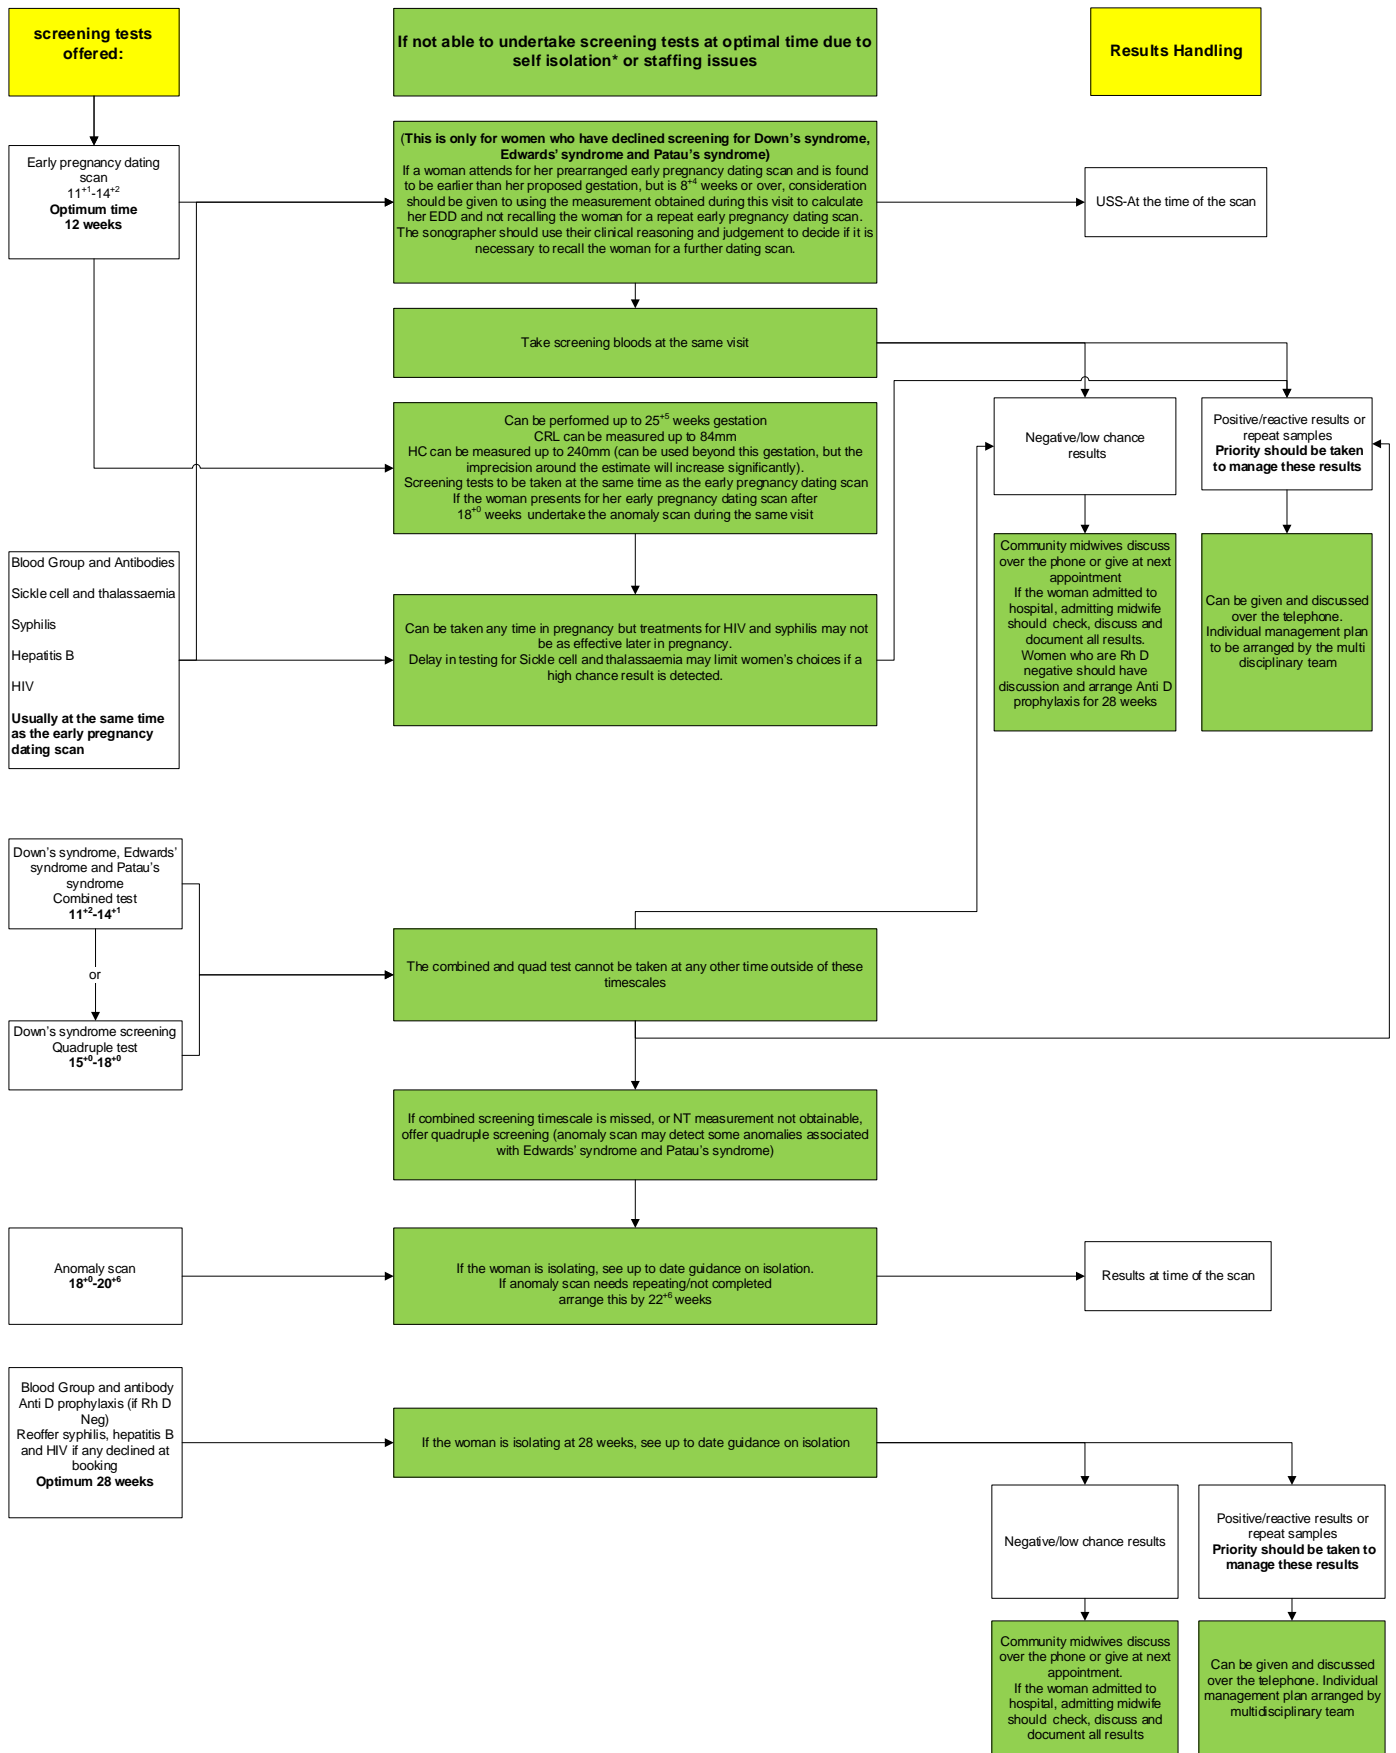 screening tests
offered:
If not able to undertake screening tests at optimal time due to
self isolation* or staffing issues
Results Handling
Early pregnancy dating
scan
11+1-14+2
Optimum time
12 weeks
(This is only for women who have declined screening for Down's syndrome,
Edwards' syndrome and Patau's syndrome)
If a woman attends for her prearranged early pregnancy dating scan and is found
to be earlier than her proposed gestation, but is 8+4 weeks or over, consideration
should be given to using the measurement obtained during this visit to calculate
her EDD and not recalling the woman for a repeat early pregnancy dating scan.
The sonographer should use their clinical reasoning and judgement to decide if it is
necessary to recall the woman for a further dating scan.
USS-At the time of the scan
Take screening bloods at the same visit
Can be performed up to 25+5 weeks gestation
CRL can be measured up to 84mm
HC can be measured up to 240mm (can be used beyond this gestation, but the
imprecision around the estimate will increase significantly).
Screening tests to be taken at the same time as the early pregnancy dating scan
If the woman presents for her early pregnancy dating scan after
18+0 weeks undertake the anomaly scan during the same visit
Negative/low chance
results
Positive/reactive results or
repeat samples
Priority should be taken
to manage these results
Blood Group and Antibodies
Sickle cell and thalassaemia
Syphilis
Hepatitis B
HIV
Usually at the same time
as the early pregnancy
dating scan
Can be taken any time in pregnancy but treatments for HIV and syphilis may not
be as effective later in pregnancy.
Delay in testing for Sickle cell and thalassaemia may limit women's choices if a
high chance result is detected.
Community midwives discuss
over the phone or give at next
appointment
If the woman admitted to
hospital, admitting midwife
should check, discuss and
document all results.
Women who are Rh D
negative should have
discussion and arrange Anti D
prophylaxis for 28 weeks
Can be given and discussed
over the telephone.
Individual management plan
to be arranged by the multi
disciplinary team
Down's syndrome, Edwards'
syndrome and Patau's
syndrome
Combined test
11+2-14+1
or
Down's syndrome screening
Quadruple test
15+0-18+0
The combined and quad test cannot be taken at any other time outside of these
timescales
If combined screening timescale is missed, or NT measurement not obtainable,
offer quadruple screening (anomaly scan may detect some anomalies associated
with Edwards' syndrome and Patau's syndrome)
Anomaly scan
18+0-20+6
If the woman is isolating, see up to date guidance on isolation.
If anomaly scan needs repeating/not completed
arrange this by 22+6 weeks
Results at time of the scan
Blood Group and antibody
Anti D prophylaxis (if Rh D
Neg)
Reoffer syphilis, hepatitis B
and HIV if any declined at
booking
Optimum 28 weeks
If the woman is isolating at 28 weeks, see up to date guidance on isolation
Negative/low chance results
Positive/reactive results or
repeat samples
Priority should be taken to
manage these results
Community midwives discuss
over the phone or give at next
appointment.
If the woman admitted to
hospital, admitting midwife
should check, discuss and
document all results
Can be given and discussed
over the telephone. Individual
management plan arranged by
multidisciplinary team